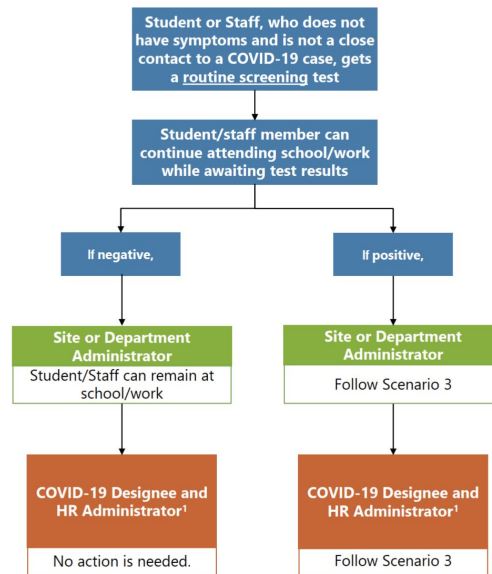 Student or Staff, who does not
have symptoms and is not a close
contact to a COVID-19 case, gets
a routine screening test
Student/staff member can
continue attending school/work
while awaiting test results
If negative,
If positive,
Site or Department
Administrator
Student/Staff can remain at
school/work
Site or Department
Administrator
Follow Scenario 3
COVID-19 Designee and
HR Administrator¹
No action is needed.
COVID-19 Designee and
HR Administrator¹
Follow Scenario 3